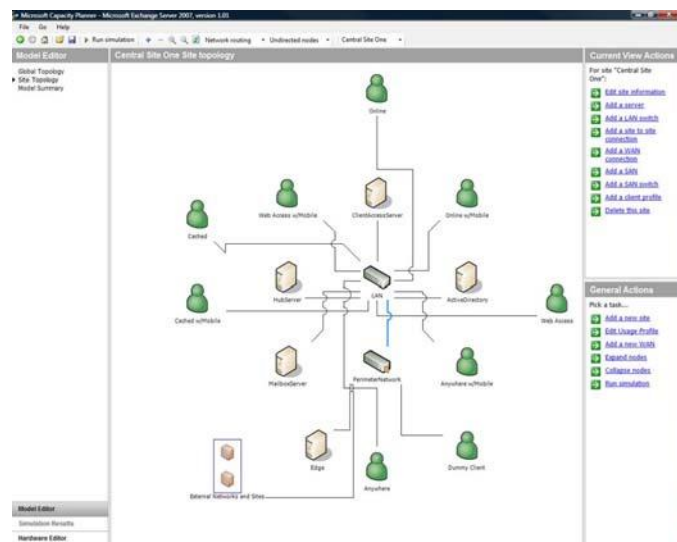 Microsoft Capacity Planner - Microsoft Exchange Server 2007, version 1.01
File Go Help
Run simulation Network routing Undirected nodes Central Site One
Model Editor
Global Topology
Site Topology
Model Summary
Central Site One Site topology
Online
Web Access w/Mobile
ClientAccessServer
Online w/Mobile
Cached
HubServer
LAN
ActiveDirectory
Cached w/Mobile
Web Access
MailboxServer
PerimeterNetwork
Anywhere w/Mobile
Edge
Anywhere
Dummy Client
External Networks and Sites
Current View Actions
For site "Central Site
One":
Edit site information
Add a server
Add a LAN switch
Add a site to site
connection
Add a WAN
connection
Add a SAN
Add a SAN switch
Add a client profile
Delete this site
General Actions
Pick a task...
Add a new site
Edit Usage Profile
Add a new WAN
Expand nodes
Collapse nodes
Run simulation
Model Editor
Simulation Results
Hardware Editor